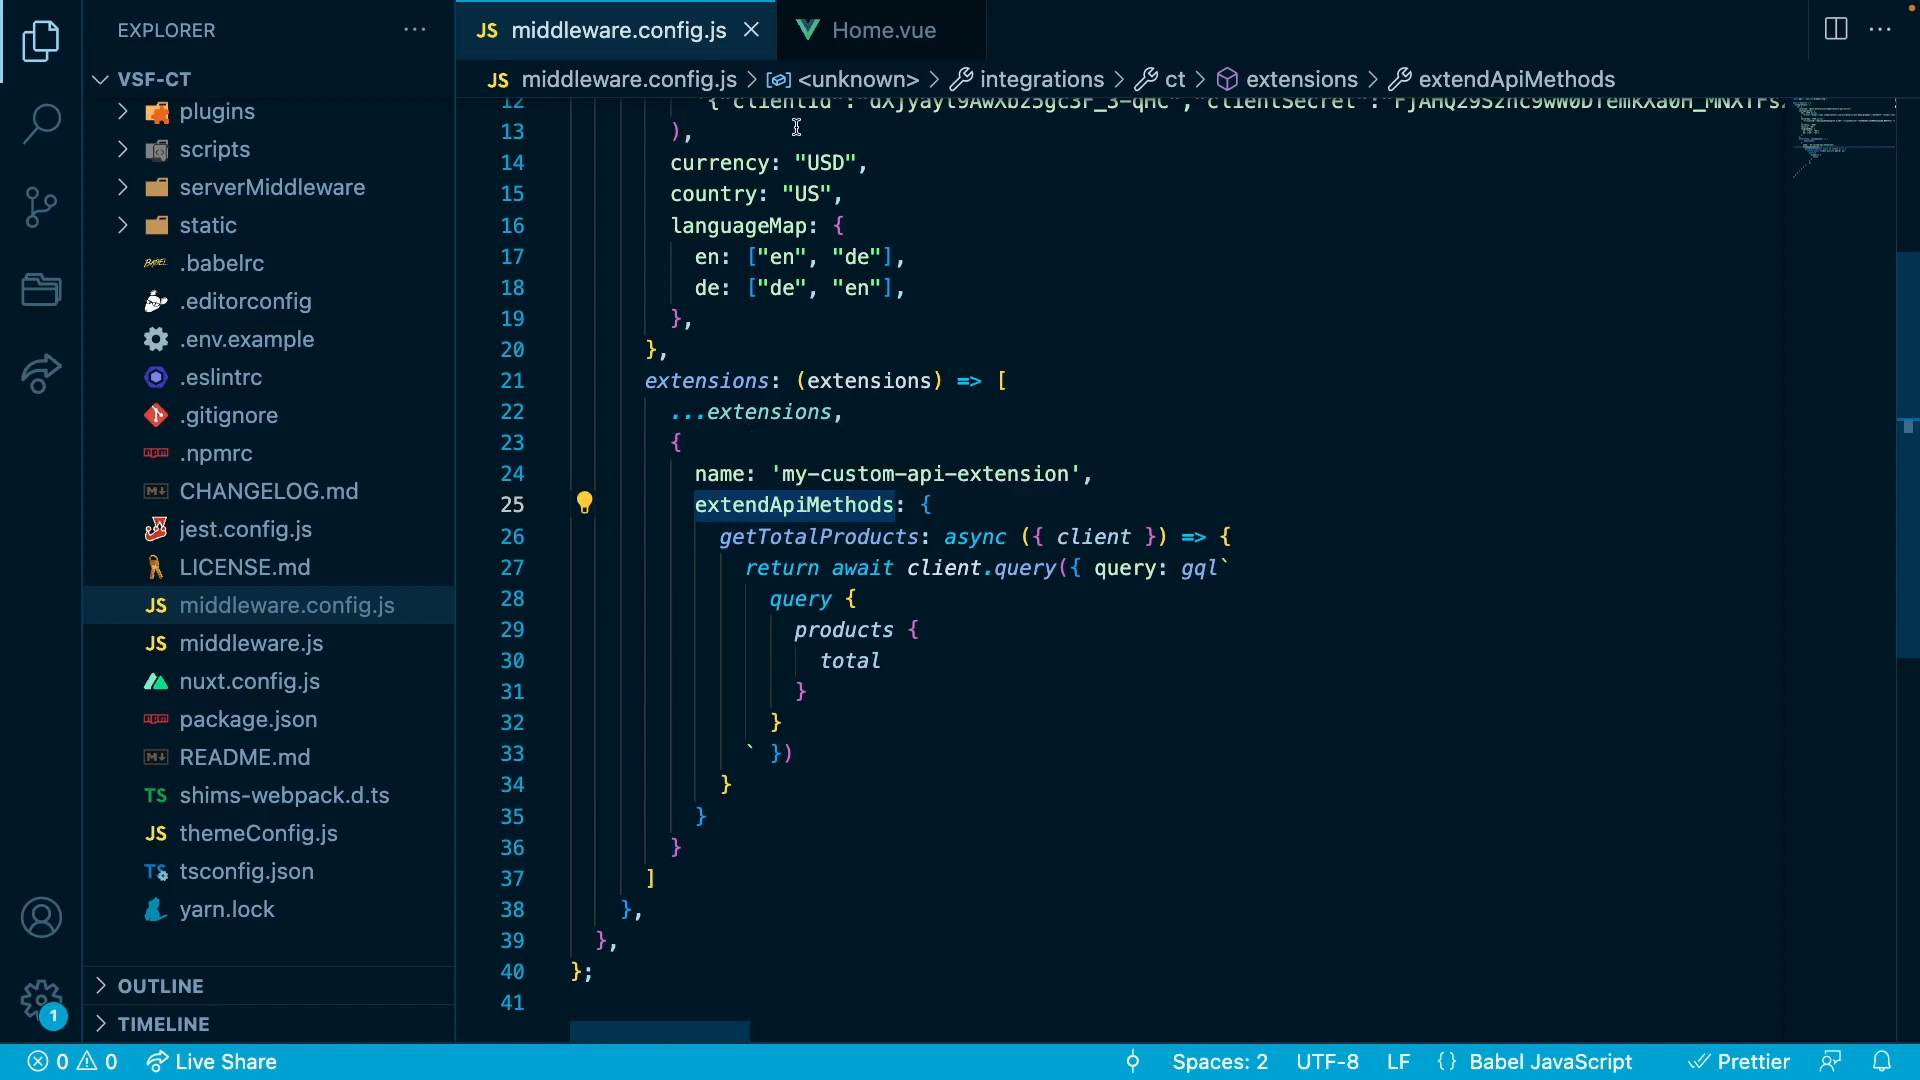 EXPLORER
VSF-CT
plugins
scripts
serverMiddleware
static
.babelrc
.editorconfig
.env.example
.eslintrc
.gitignore
.npmrc
CHANGELOG.md
jest.config.js
LICENSE.md
JS middleware.config.js
JS middleware.js
nuxt.config.js
package.json
README.md
TS shims-webpack.d.ts
JS themeConfig.js
TS tsconfig.json
yarn.lock
OUTLINE
TIMELINE
JS middleware.config.js
Home.vue
JS middleware.config.js > <unknown> > integrations > ct > extensions > extendApiMethods
13 ),
14 currency: "USD",
15 country: "US",
16 languageMap: {
17 en: ["en", "de"],
18 de: ["de", "en"],
19 },
20 },
21 extensions: (extensions) => [
22 ...extensions,
23 {
24 name: 'my-custom-api-extension',
25 extendApiMethods: {
26 getTotalProducts: async ({ client }) => {
27 return await client.query({ query: gql`
28 query {
29 products {
30 total
31 }
32 }
33 ` })
34 }
35 }
36 }
37 ]
38 },
39 },
40 };
41
1
0 0 Live Share
Spaces: 2 UTF-8 LF {} Babel JavaScript Prettier